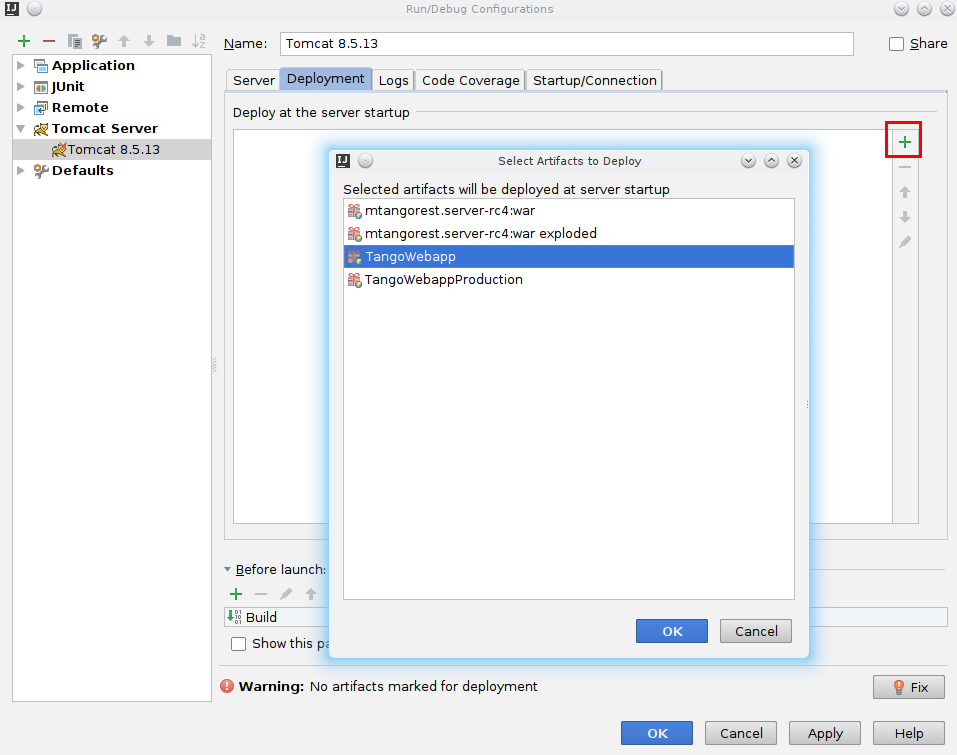 IJ
Run/Debug Configurations
Name: Tomcat 8.5.13
Share
Application
JUnit
Remote
Tomcat Server
Tomcat 8.5.13
Defaults
Server Deployment Logs Code Coverage Startup/Connection
Deploy at the server startup
IJ
Select Artifacts to Deploy
Selected artifacts will be deployed at server startup
mtangorest.server-rc4:war
mtangorest.server-rc4:war exploded
TangoWebapp
TangoWebappProduction
OK Cancel
Before launch:
Build
Show this
Warning: No artifacts marked for deployment
Fix
OK Cancel Apply Help